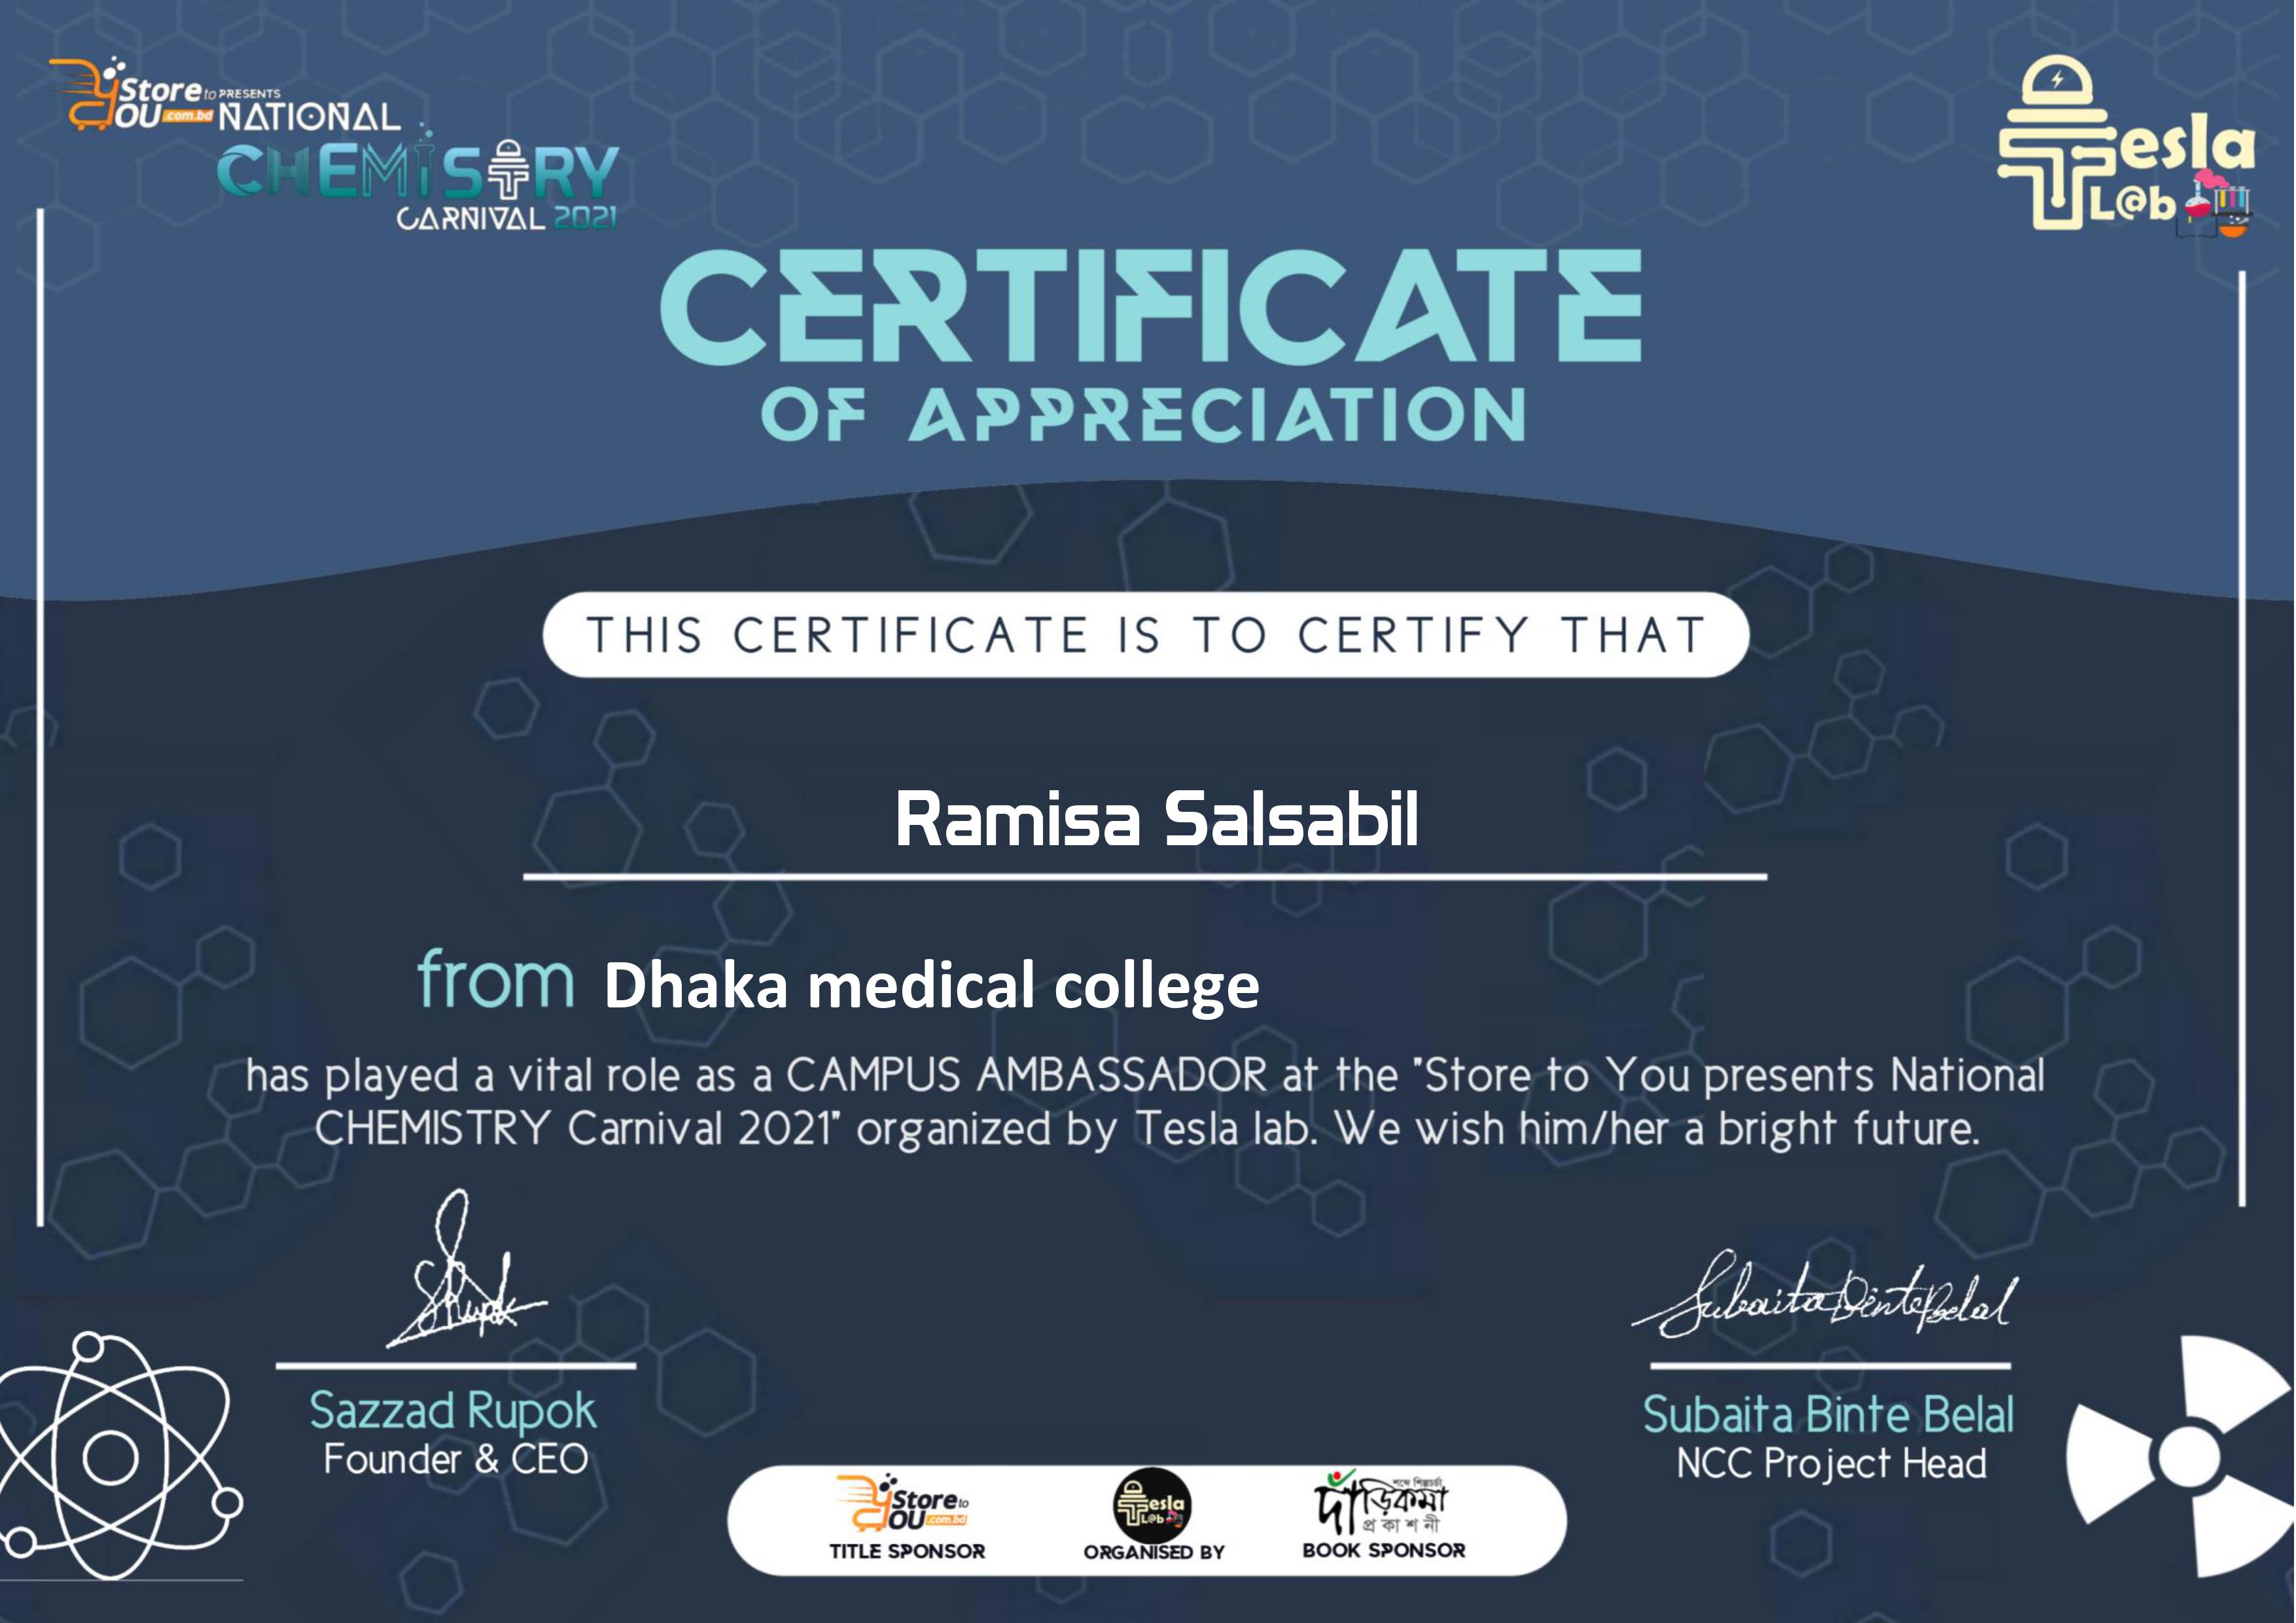 Store to YOU .com.bd PRESENTS
NATIONAL
CHEMISTRY
CARNIVAL 2021
Tesla
L@b
CERTIFICATE
OF APPRECIATION
THIS CERTIFICATE IS TO CERTIFY THAT
Ramisa Salsabil
from Dhaka medical college
has played a vital role as a CAMPUS AMBASSADOR at the "Store to You presents National
CHEMISTRY Carnival 2021" organized by Tesla lab. We wish him/her a bright future.
SRupok
Subaita Binte Belal
Sazzad Rupok
Founder & CEO
Subaita Binte Belal
NCC Project Head
Store to
YOU .com.bd
TITLE SPONSOR
Tesla
L@b
ORGANISED BY
শব্দে শিল্পচর্চা
দাঁড়িকমা
প্রকাশনী
BOOK SPONSOR